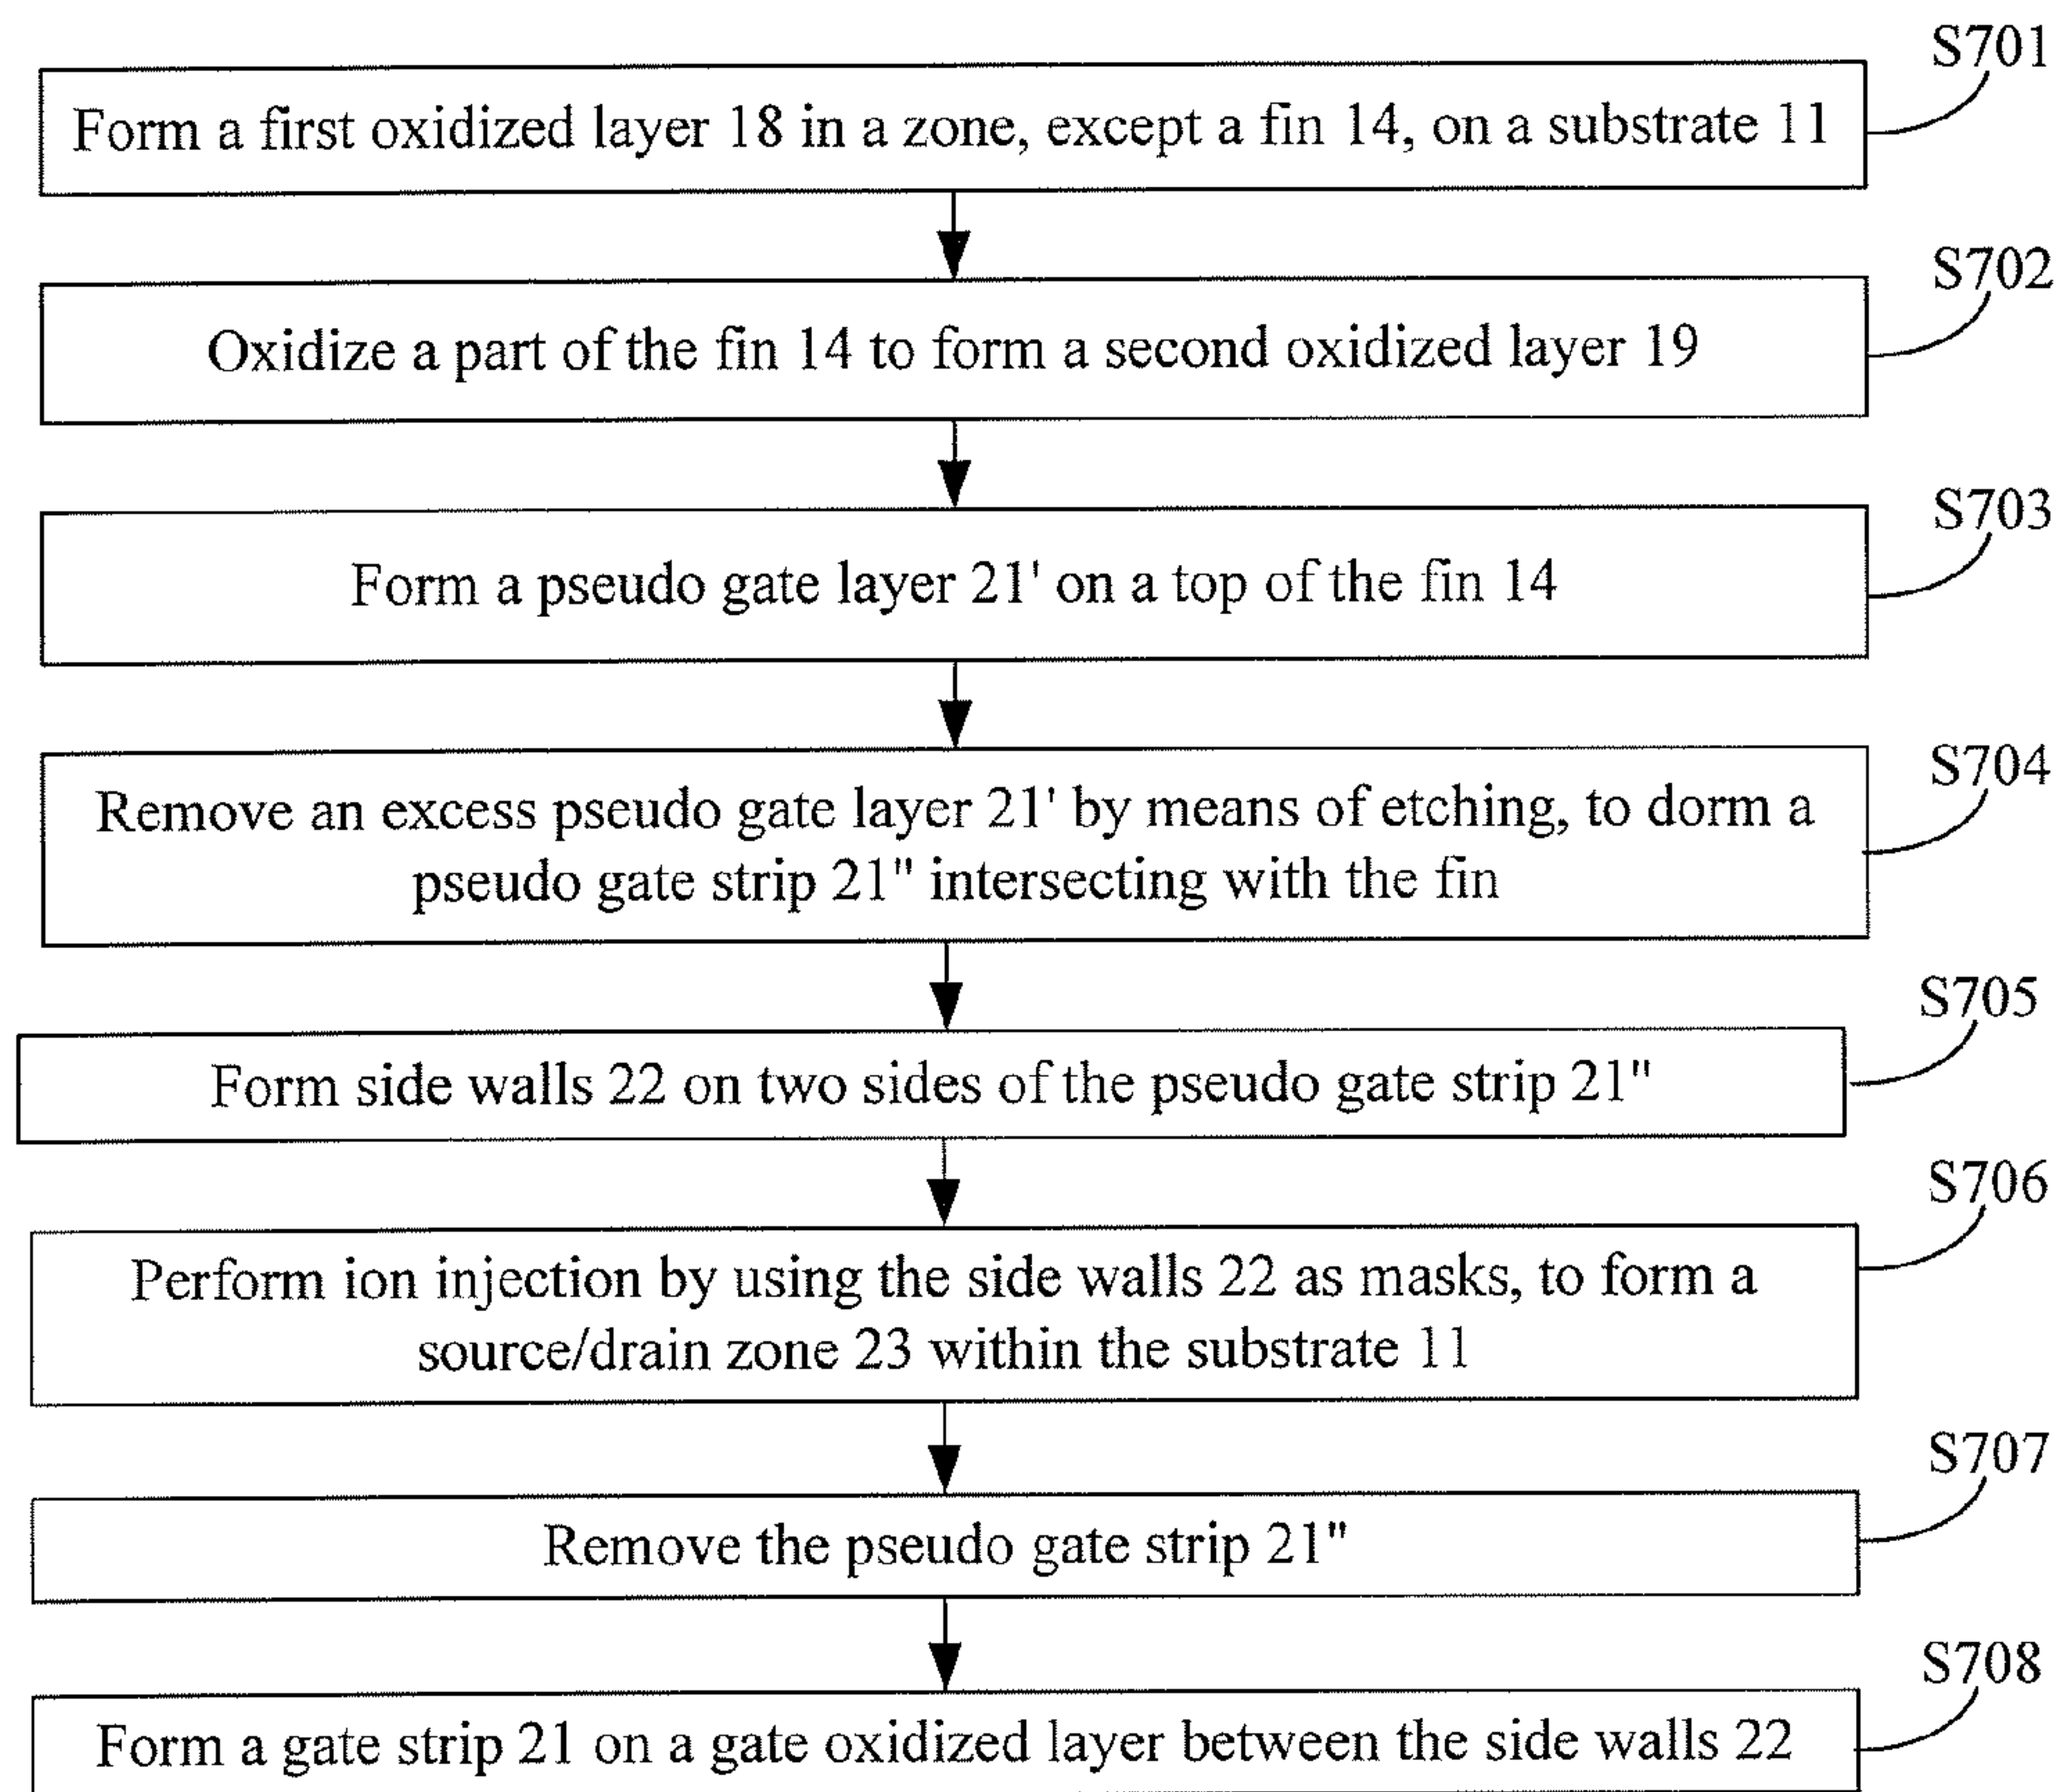 S701
Form a first oxidized layer 18 in a zone, except a fin 14, on a substrate 11
S702
Oxidize a part of the fin 14 to form a second oxidized layer 19
S703
Form a pseudo gate layer 21' on a top of the fin 14
S704
Remove an excess pseudo gate layer 21' by means of etching, to dorm a
pseudo gate strip 21" intersecting with the fin
S705
Form side walls 22 on two sides of the pseudo gate strip 21"
S706
Perform ion injection by using the side walls 22 as masks, to form a
source/drain zone 23 within the substrate 11
S707
Remove the pseudo gate strip 21"
S708
Form a gate strip 21 on a gate oxidized layer between the side walls 22